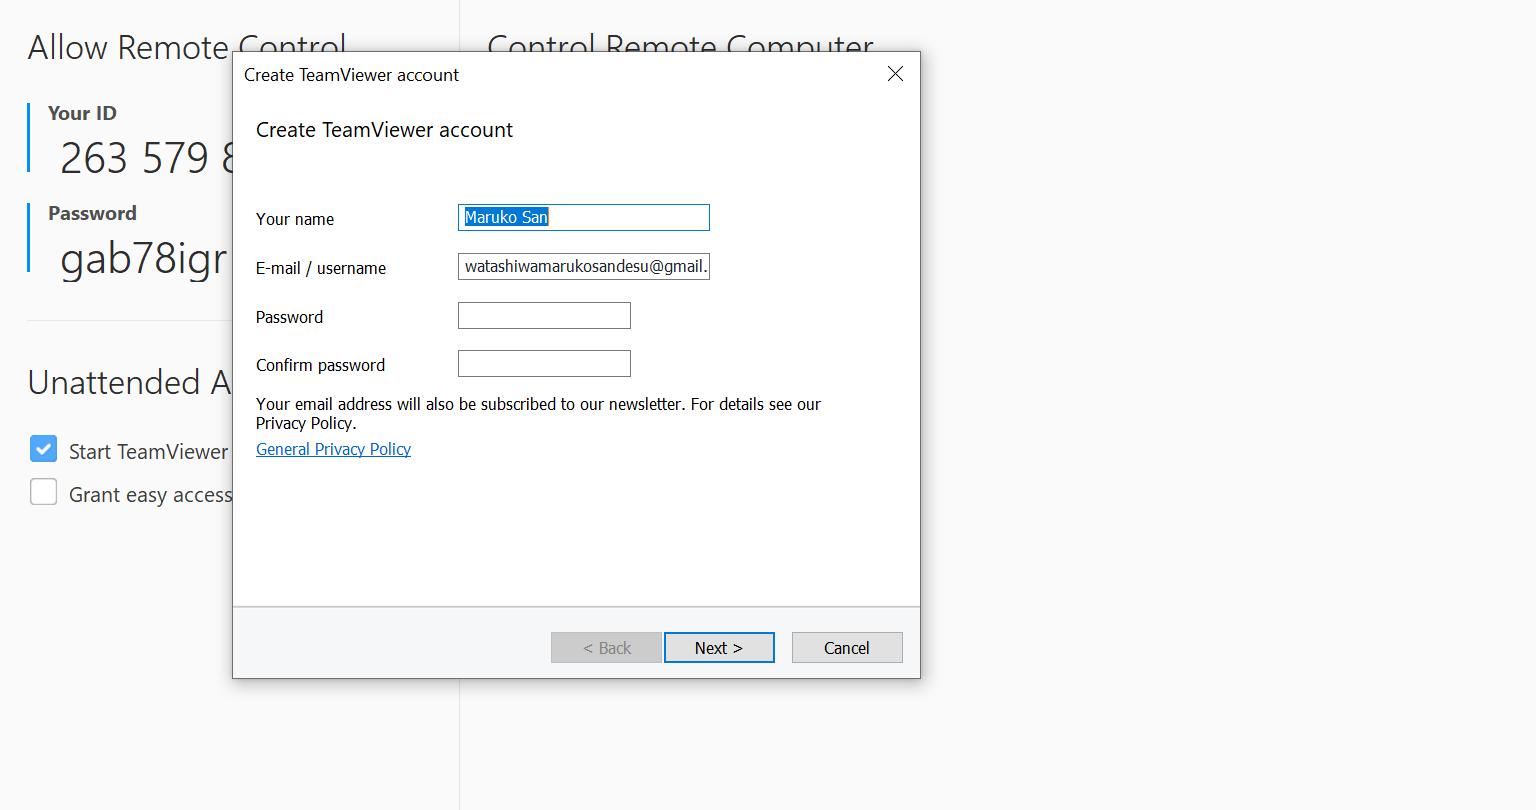 Allow Remote Control
Control Remote Computer
Create TeamViewer account
Create TeamViewer account
Your ID
263 579
Password
gab78igr
Your name
Maruko San
E-mail / username
watashiwamarukosandesu@gmail.
Password
Confirm password
Your email address will also be subscribed to our newsletter. For details see our
Privacy Policy.
General Privacy Policy
Unattended
Start TeamViewer
Grant easy access
< Back
Next >
Cancel